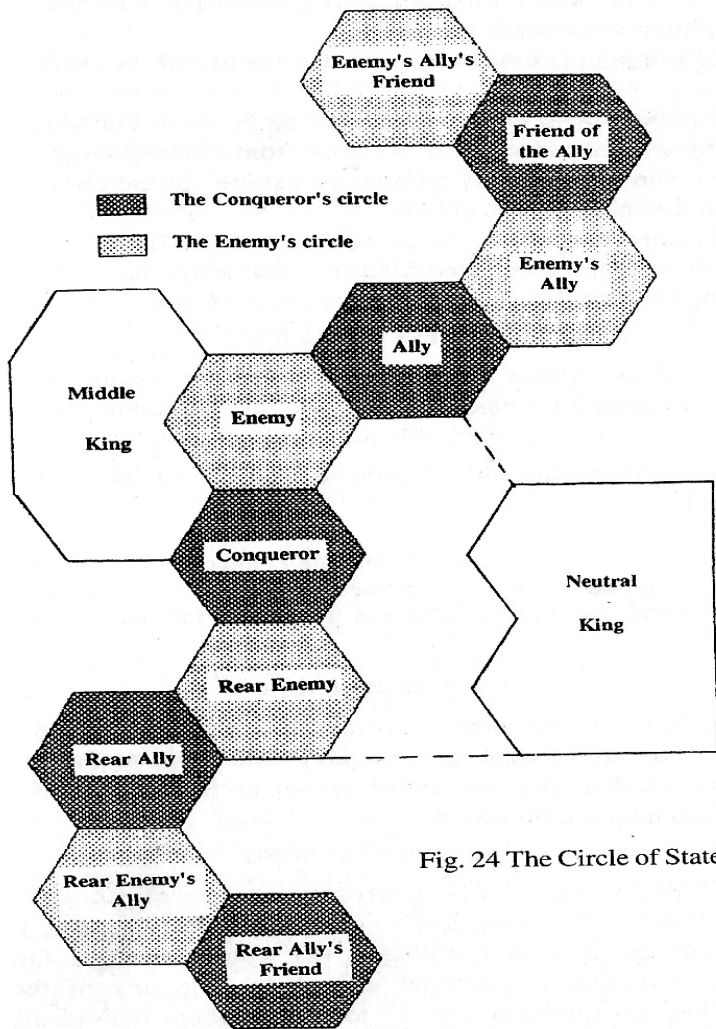 Enemy's Ally's
Friend
Friend of
the Ally
The Conqueror's circle
The Enemy's circle
Enemy's
Ally
Ally
Middle
King
Enemy
Conqueror
Neutral
King
Rear Enemy
Rear Ally
Fig. 24 The Circle of State
Rear Enemy's
Ally
Rear Ally's
Friend